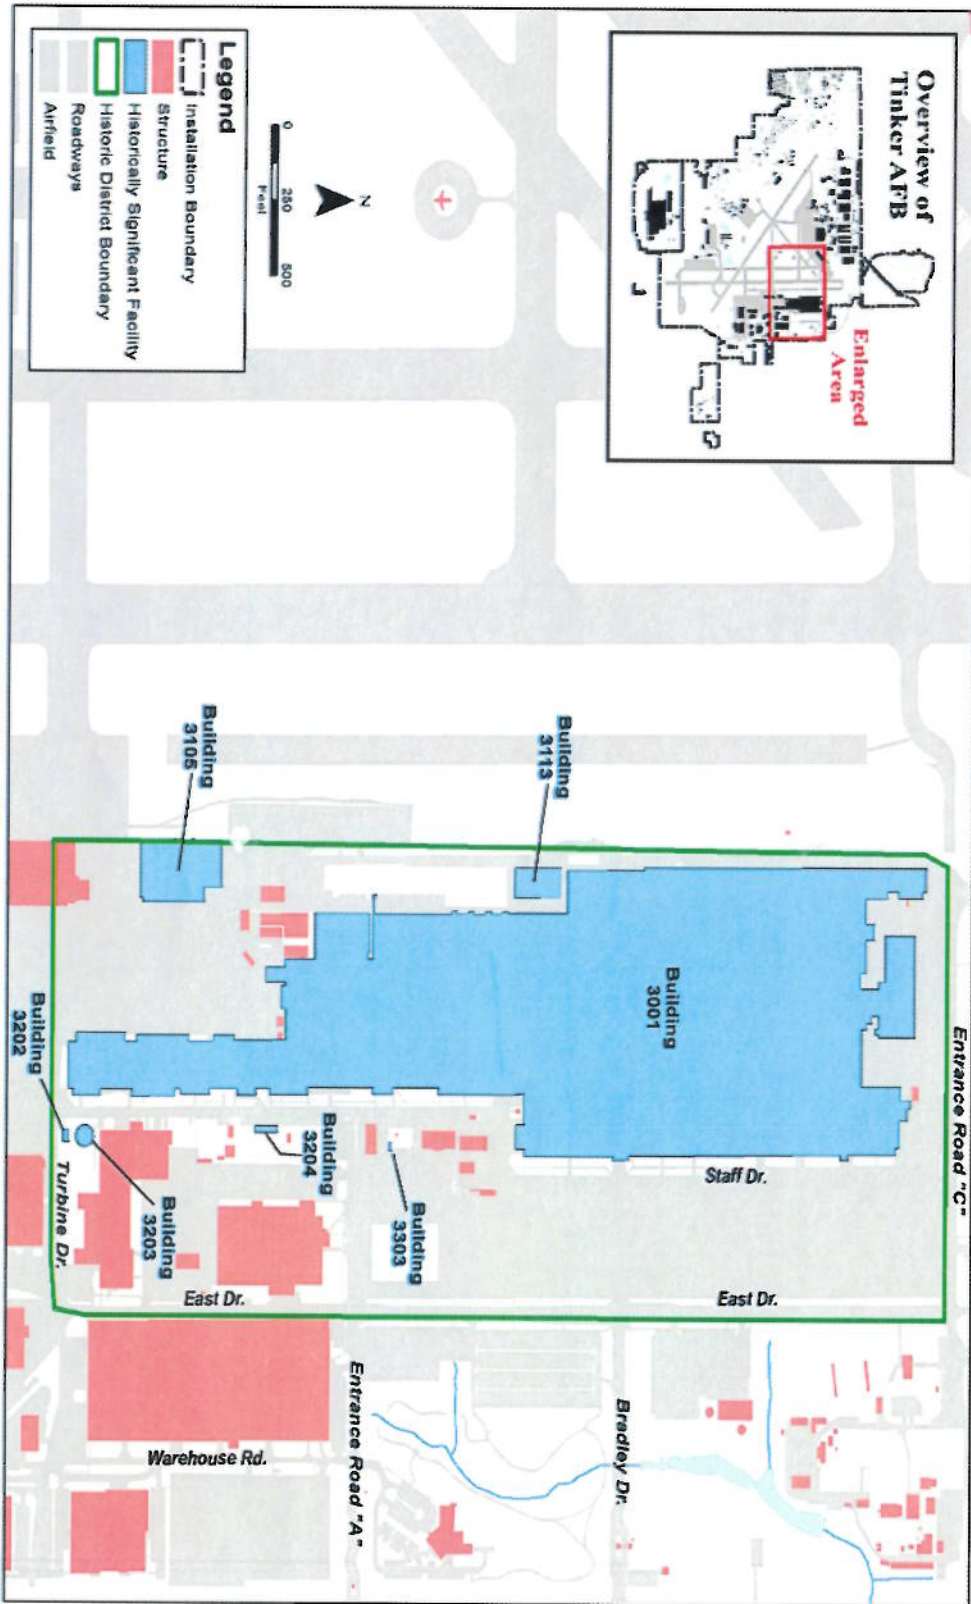 Overview of
Tinker AFB
Enlarged
Area
N
0
250
500
Feet
Legend
Installation Boundary
Structure
Historically Significant Facility
Historic District Boundary
Roadways
Airfield
Building
3105
Building
3113
Building
3001
Building
3202
Building
3203
Building
3204
Building
3303
Entrance Road "C"
Staff Dr.
East Dr.
East Dr.
Turbine Dr.
Entrance Road "A"
Bradley Dr.
Warehouse Rd.